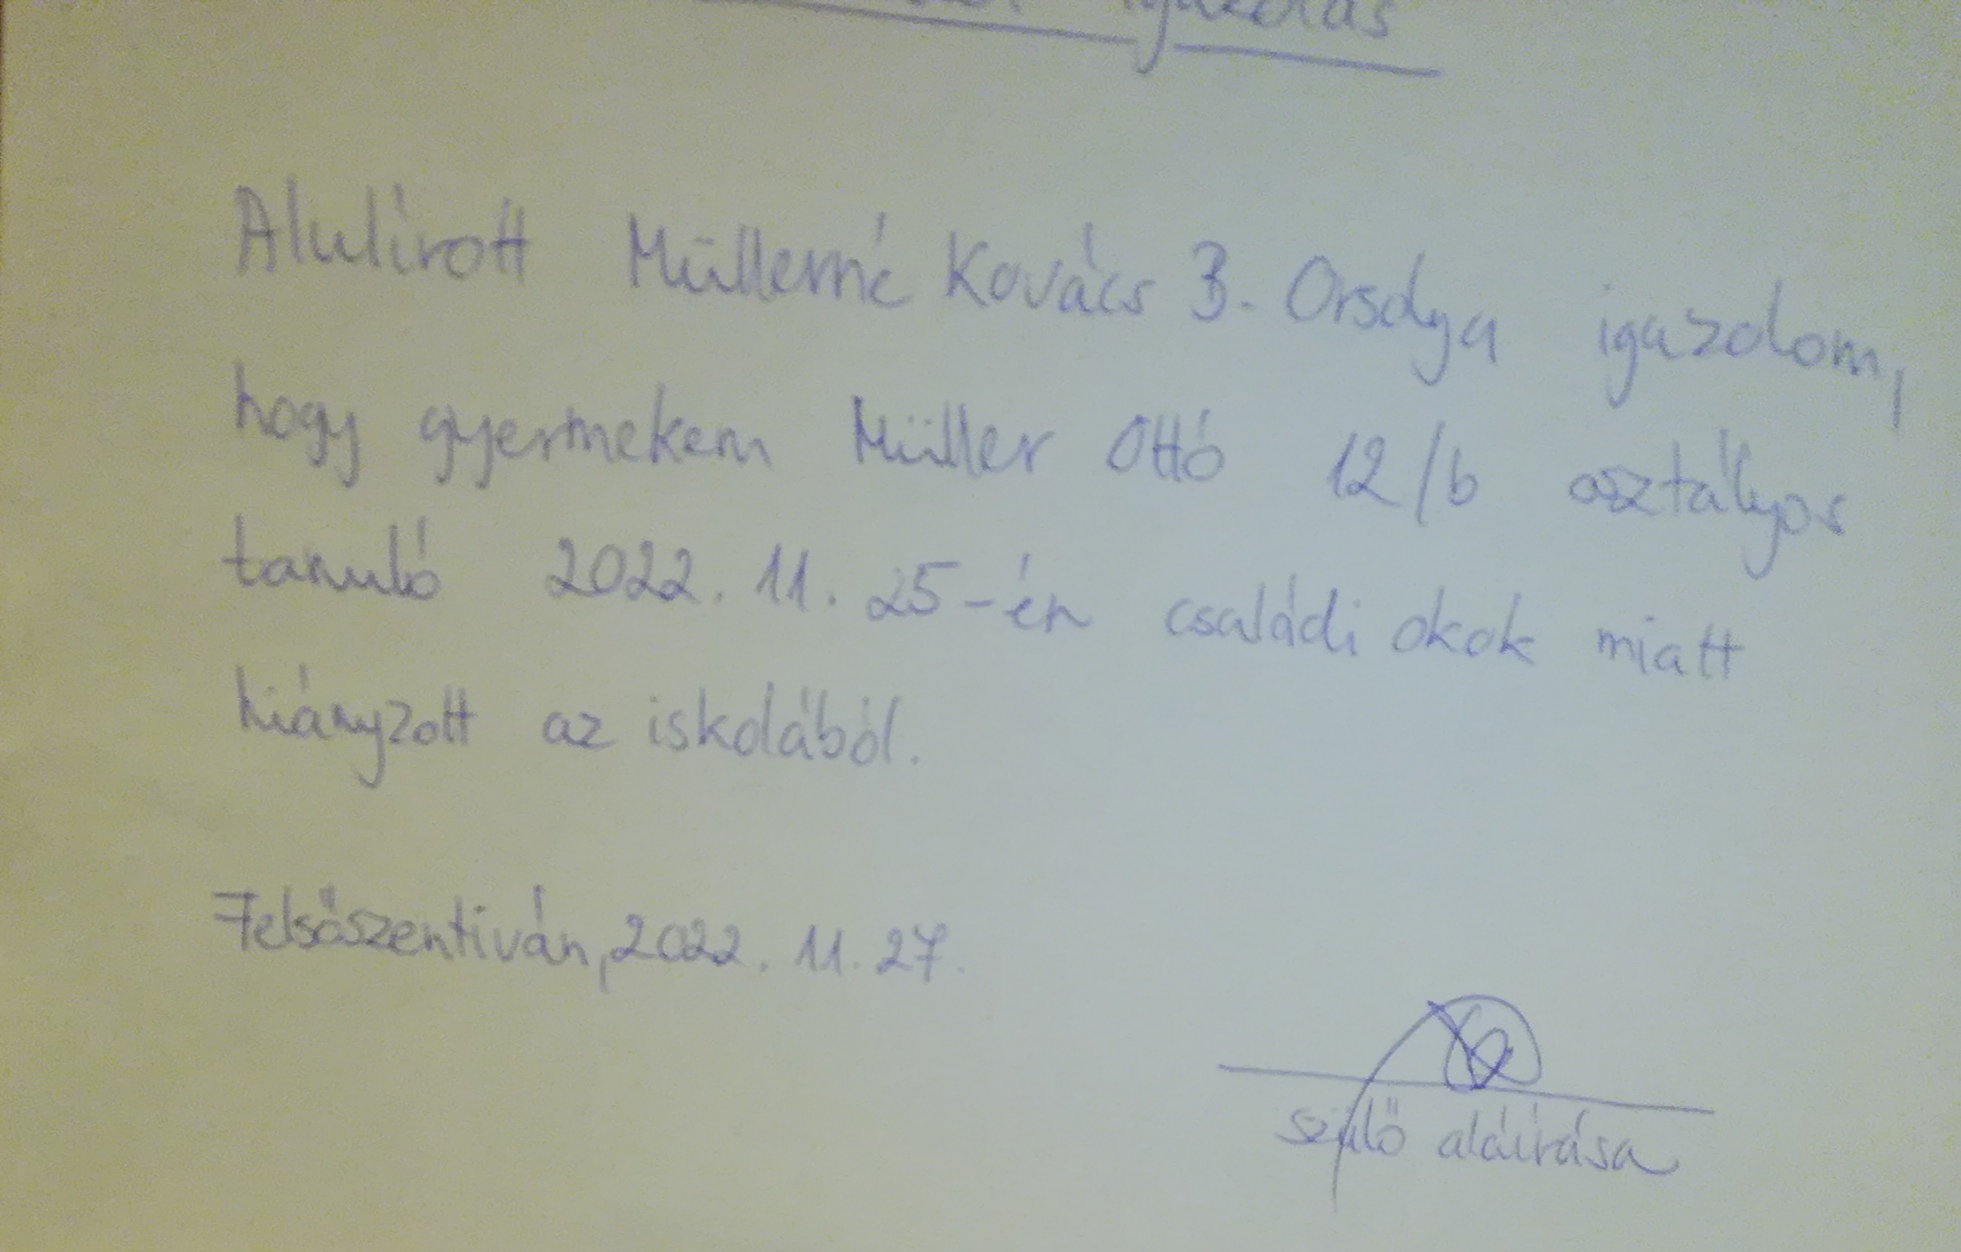 igazolás
Alulírott Müllerné Kovács B. Orsolya igazolom,
hogy gyermekem Müller Ottó 12/b osztályos
tanuló 2022. 11. 25-én családi okok miatt
hiányzott az iskolából.
Felsőszentiván, 2022. 11. 27.
szülő aláírása